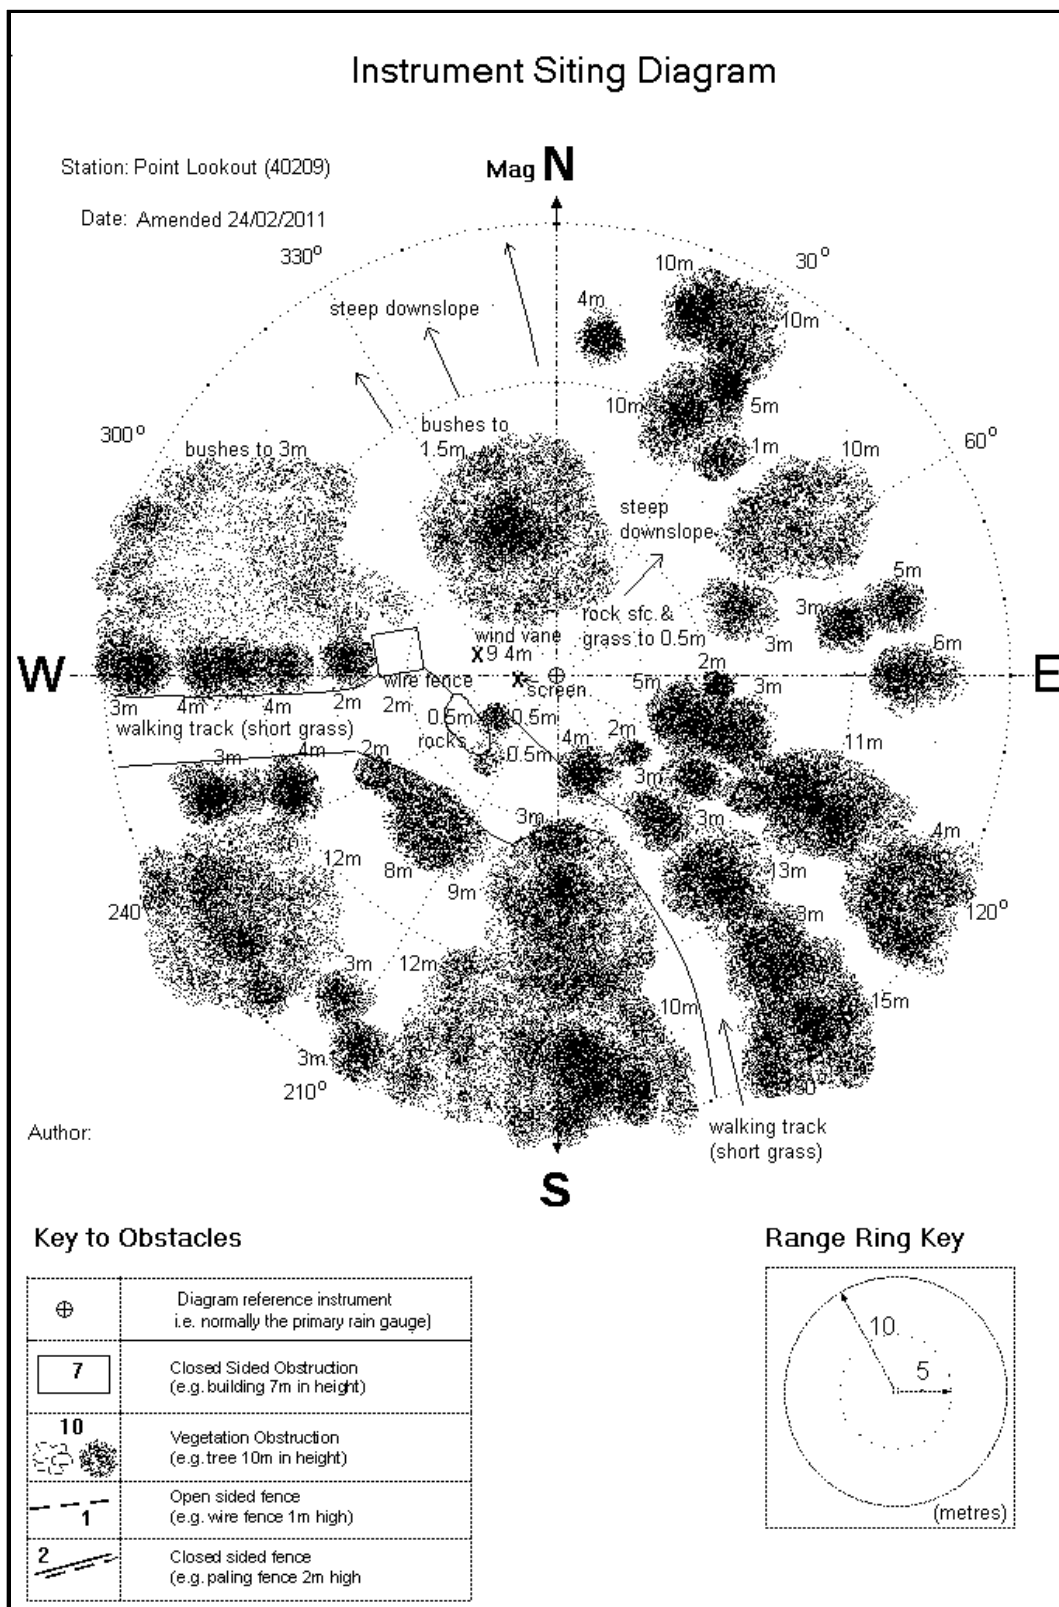 Instrument Siting Diagram
Station: Point Lookout (40209)
Mag N
Date: Amended 24/02/2011
330°
30°
10m
4m
10m
steep downslope
10m
5m
300°
60°
bushes to
1.5m
bushes to 3m
1m
10m
steep
downslope
5m
3m
rock sfc. &
grass to 0.5m
wind vane
X 9.4m
3m
6m
W
E
wire fence
X
screen
2m
5m
3m
3m
4m
4m
2m
2m
0.5m
0.5m
walking track (short grass)
rocks
0.5m
4m
2m
11m
3m
4m
2m
3m
3m
3m
4m
12m
8m
9m
13m
240
120°
3m
3m
12m
10m
15m
3m
210°
150°
Author:
walking track
(short grass)
S
Key to Obstacles
Range Ring Key
Diagram reference instrument
i.e. normally the primary rain gauge)
7
Closed Sided Obstruction
(e.g. building 7m in height)
10
Vegetation Obstruction
(e.g. tree 10m in height)
1
Open sided fence
(e.g. wire fence 1m high)
2
Closed sided fence
(e.g. paling fence 2m high
10
5
(metres)